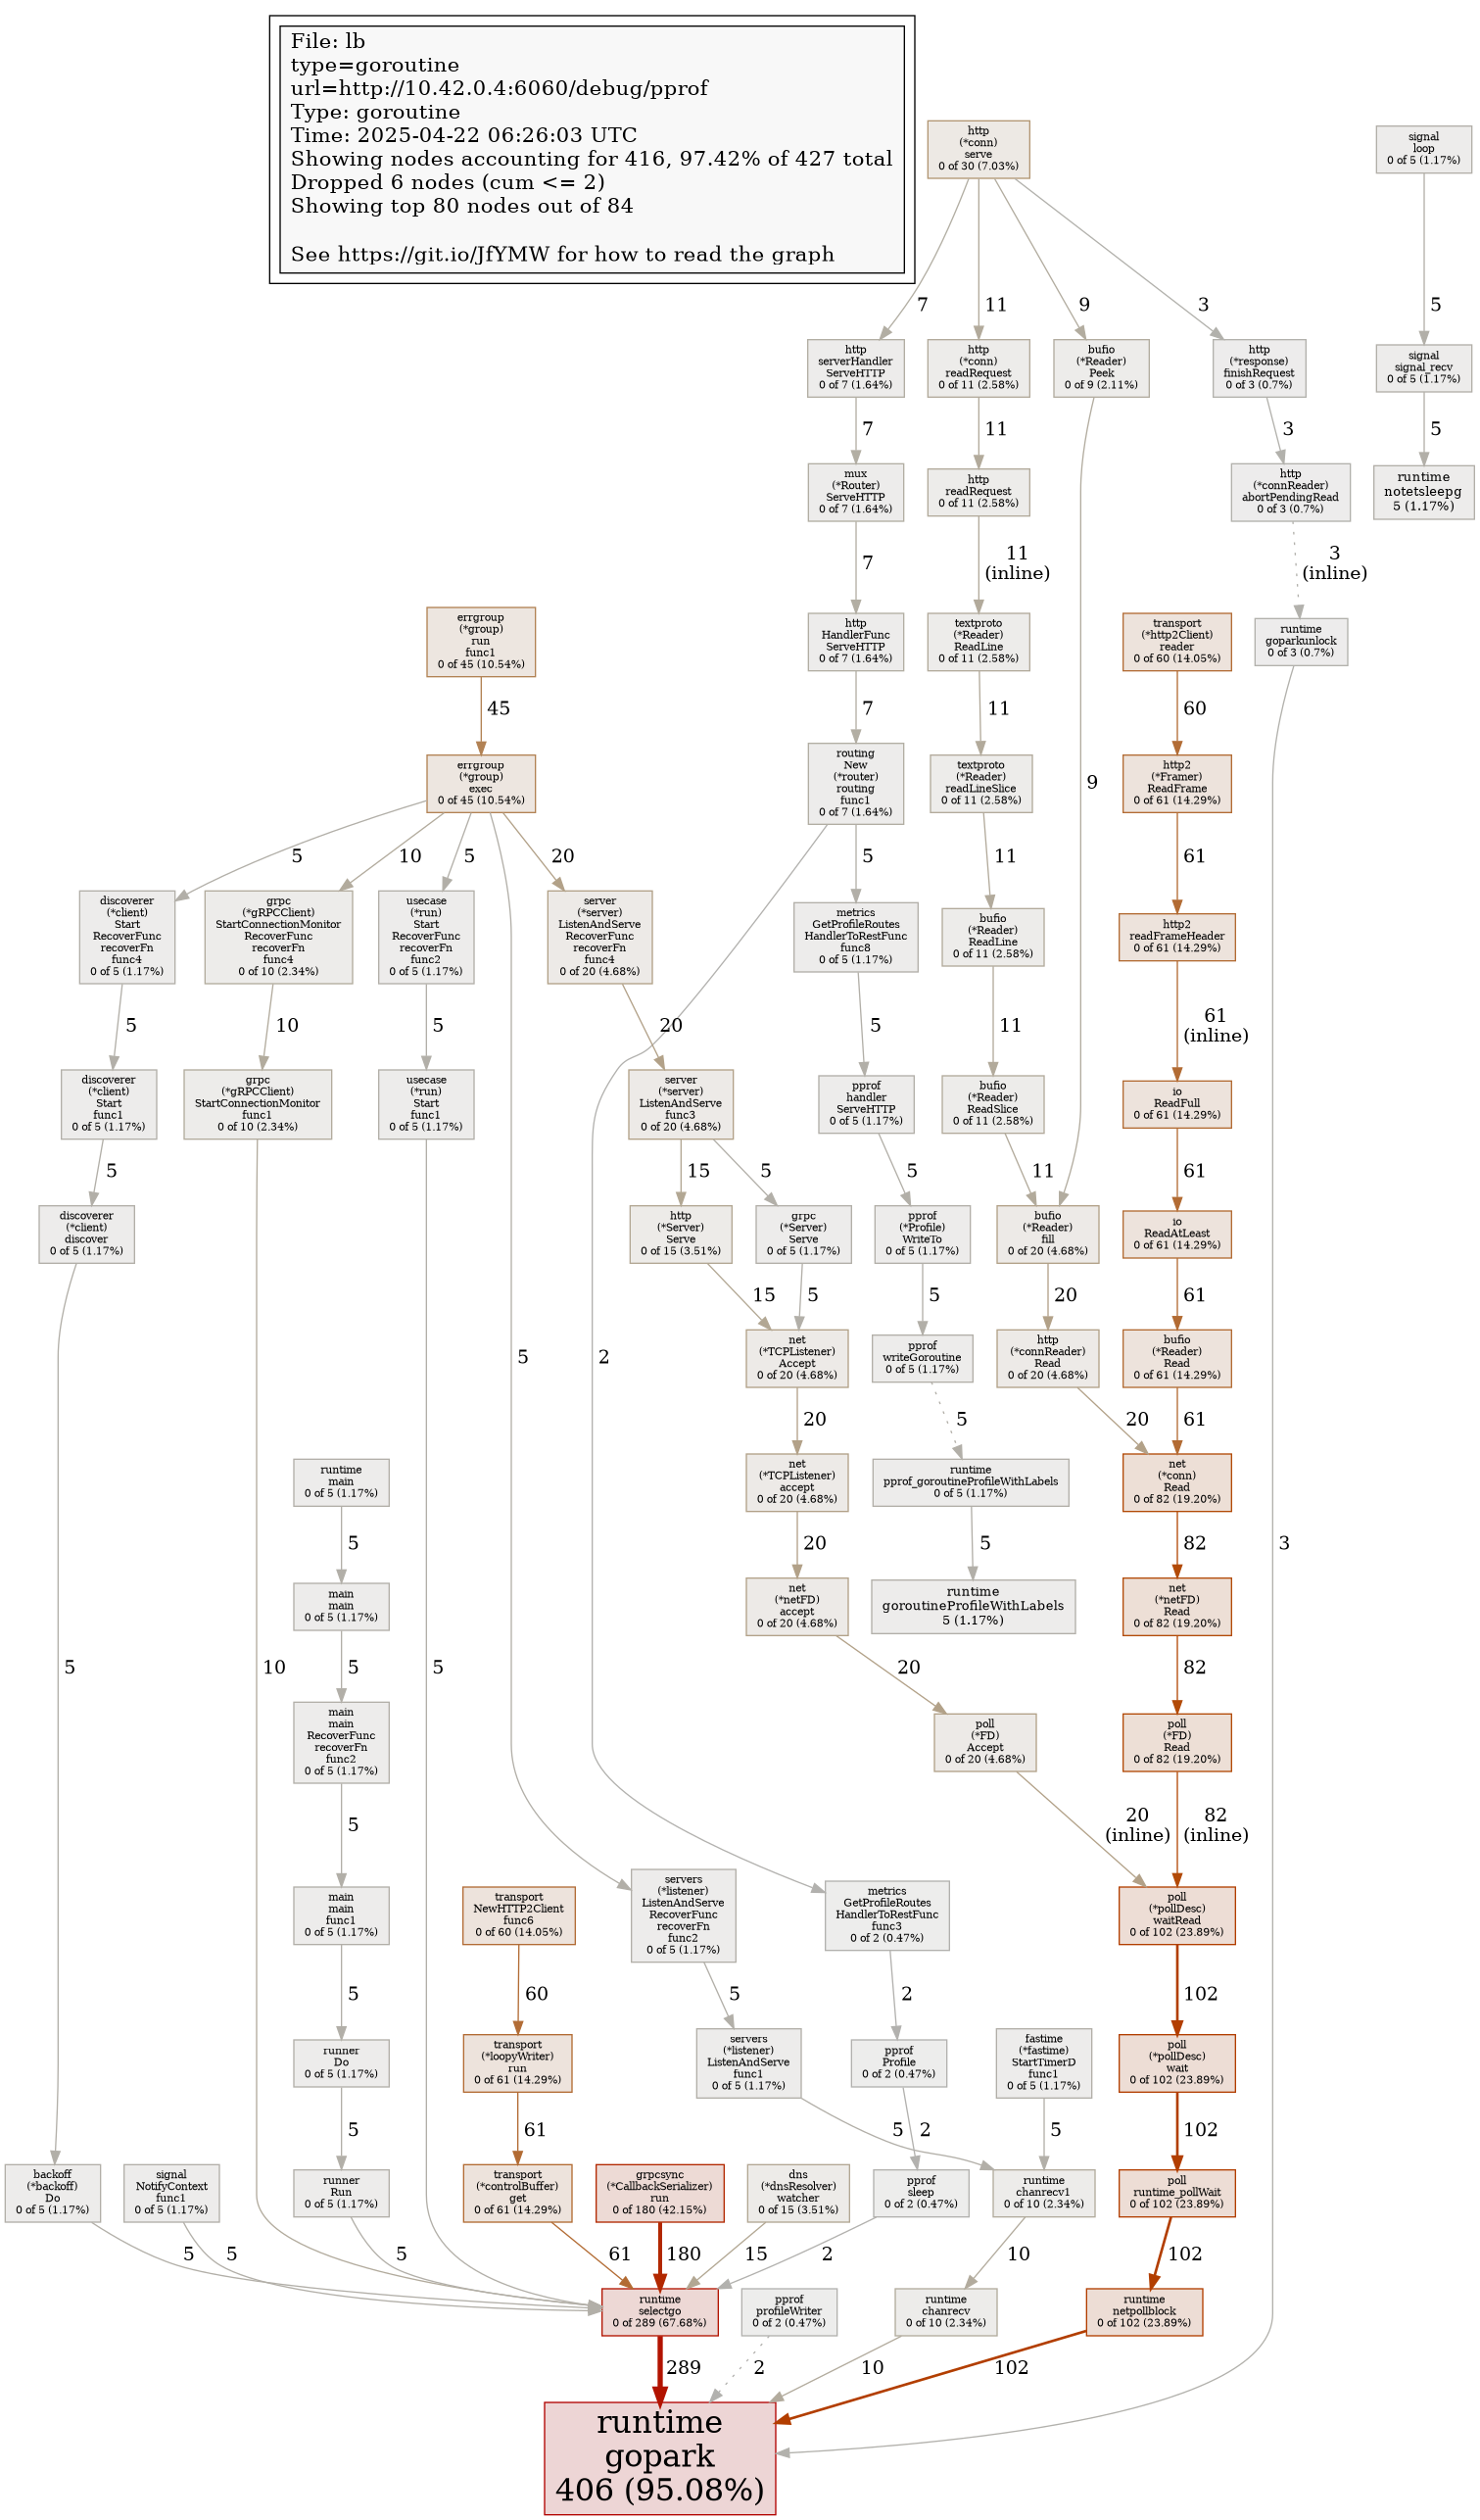 File: lb
type=goroutine
url=http://10.42.0.4:6060/debug/pprof
Type: goroutine
Time: 2025-04-22 06:26:03 UTC
Showing nodes accounting for 416, 97.42% of 427 total
Dropped 6 nodes (cum <= 2)
Showing top 80 nodes out of 84
See https://git.io/JfYMW for how to read the graph
http
(*conn)
serve
0 of 30 (7.03%)
signal
loop
0 of 5 (1.17%)
7
11
9
3
5
http
serverHandler
ServeHTTP
0 of 7 (1.64%)
http
(*conn)
readRequest
0 of 11 (2.58%)
bufio
(*Reader)
Peek
0 of 9 (2.11%)
http
(*response)
finishRequest
0 of 3 (0.7%)
signal
signal_recv
0 of 5 (1.17%)
7
11
3
5
mux
(*Router)
ServeHTTP
0 of 7 (1.64%)
http
readRequest
0 of 11 (2.58%)
http
(*connReader)
abortPendingRead
0 of 3 (0.7%)
runtime
notetsleepg
5 (1.17%)
7
11
(inline)
3
(inline)
errgroup
(*group)
run
func1
0 of 45 (10.54%)
http
HandlerFunc
ServeHTTP
0 of 7 (1.64%)
textproto
(*Reader)
ReadLine
0 of 11 (2.58%)
transport
(*http2Client)
reader
0 of 60 (14.05%)
runtime
goparkunlock
0 of 3 (0.7%)
45
7
11
60
errgroup
(*group)
exec
0 of 45 (10.54%)
routing
New
(*router)
routing
func1
0 of 7 (1.64%)
textproto
(*Reader)
readLineSlice
0 of 11 (2.58%)
9
http2
(*Framer)
ReadFrame
0 of 61 (14.29%)
5
10
5
20
5
11
61
discoverer
(*client)
Start
RecoverFunc
recoverFn
func4
0 of 5 (1.17%)
grpc
(*gRPCClient)
StartConnectionMonitor
RecoverFunc
recoverFn
func4
0 of 10 (2.34%)
usecase
(*run)
Start
RecoverFunc
recoverFn
func2
0 of 5 (1.17%)
server
(*server)
ListenAndServe
RecoverFunc
recoverFn
func4
0 of 20 (4.68%)
metrics
GetProfileRoutes
HandlerToRestFunc
func8
0 of 5 (1.17%)
bufio
(*Reader)
ReadLine
0 of 11 (2.58%)
http2
readFrameHeader
0 of 61 (14.29%)
5
10
5
20
5
11
61
(inline)
discoverer
(*client)
Start
func1
0 of 5 (1.17%)
grpc
(*gRPCClient)
StartConnectionMonitor
func1
0 of 10 (2.34%)
usecase
(*run)
Start
func1
0 of 5 (1.17%)
server
(*server)
ListenAndServe
func3
0 of 20 (4.68%)
pprof
handler
ServeHTTP
0 of 5 (1.17%)
bufio
(*Reader)
ReadSlice
0 of 11 (2.58%)
io
ReadFull
0 of 61 (14.29%)
5
15
5
5
11
61
discoverer
(*client)
discover
0 of 5 (1.17%)
http
(*Server)
Serve
0 of 15 (3.51%)
grpc
(*Server)
Serve
0 of 5 (1.17%)
pprof
(*Profile)
WriteTo
0 of 5 (1.17%)
bufio
(*Reader)
fill
0 of 20 (4.68%)
io
ReadAtLeast
0 of 61 (14.29%)
15
5
5
20
61
5
2
net
(*TCPListener)
Accept
0 of 20 (4.68%)
pprof
writeGoroutine
0 of 5 (1.17%)
http
(*connReader)
Read
0 of 20 (4.68%)
bufio
(*Reader)
Read
0 of 61 (14.29%)
3
20
5
20
61
runtime
main
0 of 5 (1.17%)
net
(*TCPListener)
accept
0 of 20 (4.68%)
runtime
pprof_goroutineProfileWithLabels
0 of 5 (1.17%)
net
(*conn)
Read
0 of 82 (19.20%)
5
20
5
82
main
main
0 of 5 (1.17%)
net
(*netFD)
accept
0 of 20 (4.68%)
runtime
goroutineProfileWithLabels
5 (1.17%)
net
(*netFD)
Read
0 of 82 (19.20%)
5
10
5
5
20
82
main
main
RecoverFunc
recoverFn
func2
0 of 5 (1.17%)
poll
(*FD)
Accept
0 of 20 (4.68%)
poll
(*FD)
Read
0 of 82 (19.20%)
5
20
(inline)
82
(inline)
main
main
func1
0 of 5 (1.17%)
transport
NewHTTP2Client
func6
0 of 60 (14.05%)
servers
(*listener)
ListenAndServe
RecoverFunc
recoverFn
func2
0 of 5 (1.17%)
metrics
GetProfileRoutes
HandlerToRestFunc
func3
0 of 2 (0.47%)
poll
(*pollDesc)
waitRead
0 of 102 (23.89%)
5
60
5
2
102
runner
Do
0 of 5 (1.17%)
transport
(*loopyWriter)
run
0 of 61 (14.29%)
servers
(*listener)
ListenAndServe
func1
0 of 5 (1.17%)
pprof
Profile
0 of 2 (0.47%)
fastime
(*fastime)
StartTimerD
func1
0 of 5 (1.17%)
poll
(*pollDesc)
wait
0 of 102 (23.89%)
5
61
5
2
5
102
backoff
(*backoff)
Do
0 of 5 (1.17%)
signal
NotifyContext
func1
0 of 5 (1.17%)
runner
Run
0 of 5 (1.17%)
transport
(*controlBuffer)
get
0 of 61 (14.29%)
grpcsync
(*CallbackSerializer)
run
0 of 180 (42.15%)
dns
(*dnsResolver)
watcher
0 of 15 (3.51%)
pprof
sleep
0 of 2 (0.47%)
runtime
chanrecv1
0 of 10 (2.34%)
poll
runtime_pollWait
0 of 102 (23.89%)
5
5
5
61
180
15
2
10
102
runtime
selectgo
0 of 289 (67.68%)
pprof
profileWriter
0 of 2 (0.47%)
runtime
chanrecv
0 of 10 (2.34%)
runtime
netpollblock
0 of 102 (23.89%)
289
2
10
102
runtime
gopark
406 (95.08%)